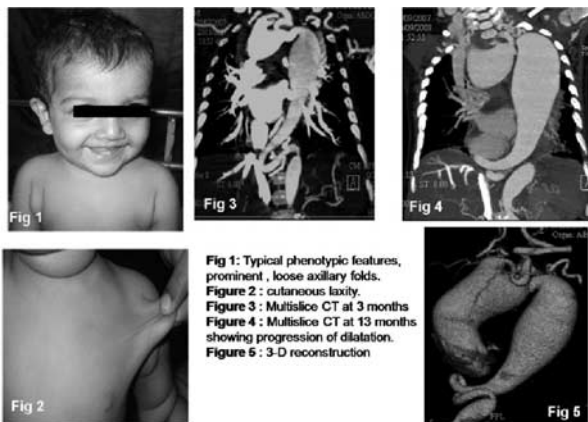 Fig 1
Fig 3
Fig 4
Fig 2
Fig 1: Typical phenotypic features,
prominent , loose axillary folds.
Figure 2 : cutaneous laxity.
Figure 3 : Multislice CT at 3 months
Figure 4 : Multislice CT at 13 months
showing progression of dilatation.
Figure 5 : 3-D reconstruction
Fig 5